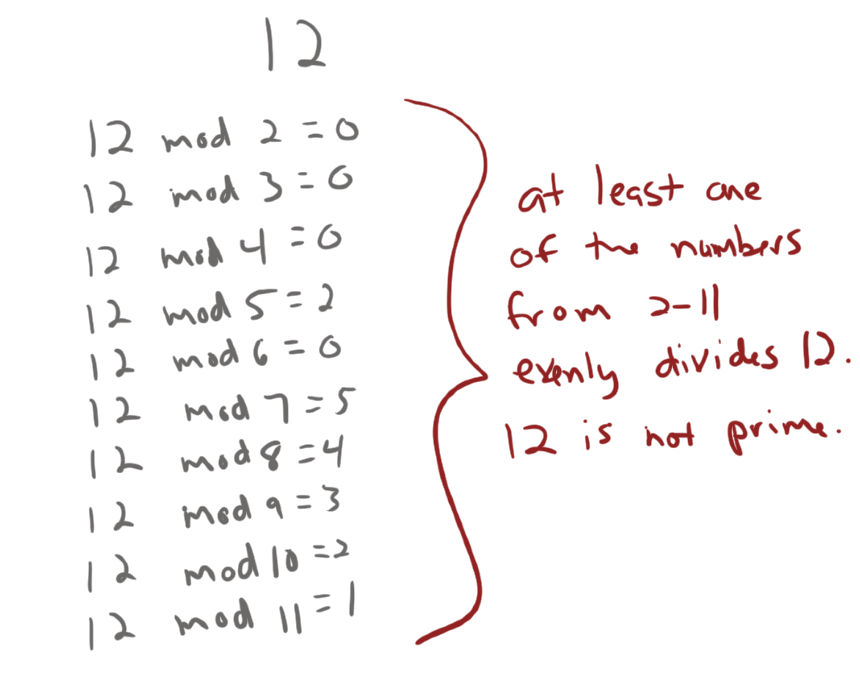 12
12 mod 2 = 0
12 mod 3 = 0
12 mod 4 = 0
12 mod 5 = 2
12 mod 6 = 0
12 mod 7 = 5
12 mod 8 = 4
12 mod 9 = 3
12 mod 10 = 2
12 mod 11 = 1
at least one
of the numbers
from 2-11
evenly divides 12.
12 is not prime.